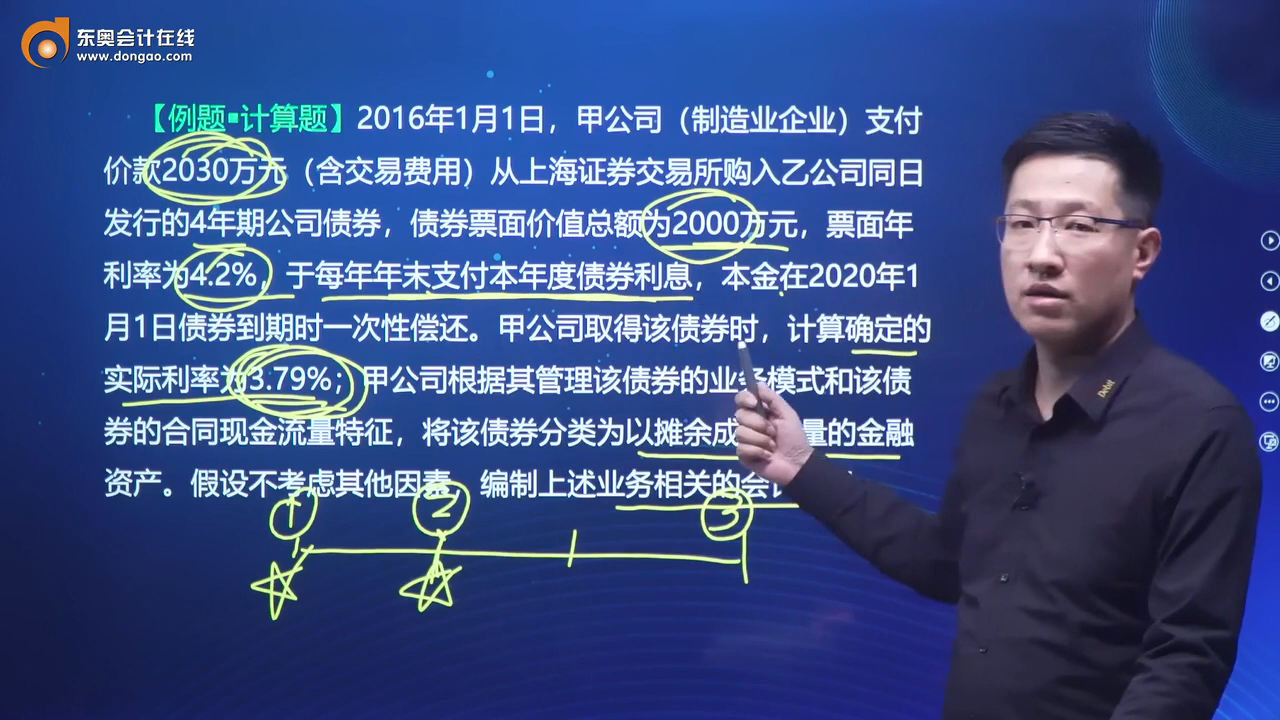 东奥会计在线
www.dongao.com
【例题▪计算题】2016年1月1日，甲公司（制造业企业）支付
价款2030万元（含交易费用）从上海证券交易所购入乙公司同日
发行的4年期公司债券，债券票面价值总额为2000万元，票面年
利率为4.2%，于每年年末支付本年度债券利息，本金在2020年1
月1日债券到期时一次性偿还。甲公司取得该债券时，计算确定的
实际利率为3.79%；甲公司根据其管理该债券的业务模式和该债
券的合同现金流量特征，将该债券分类为以摊余成 量的金融
资产。假设不考虑其他因素，编制上述业务相关的会
1 2 3
Debit